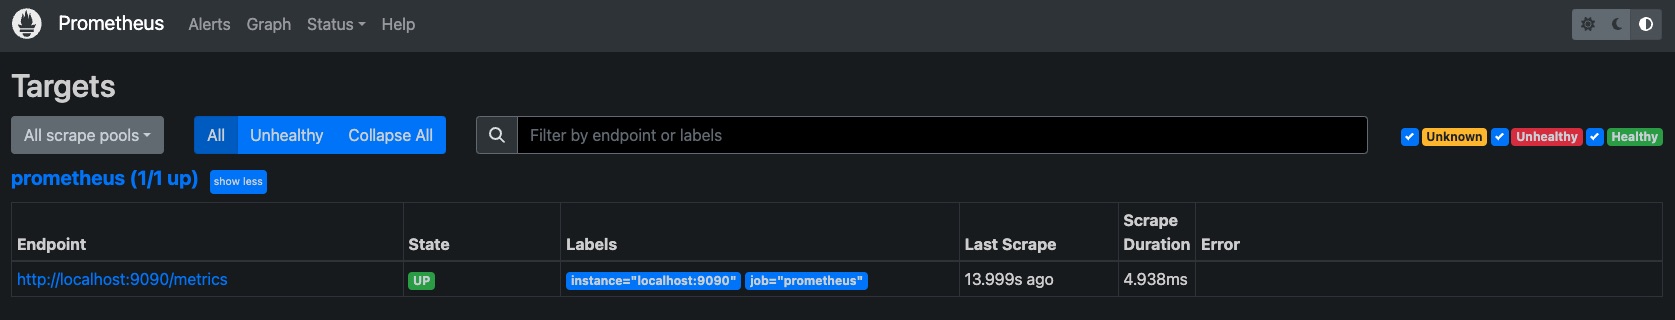 Prometheus Alerts Graph Status Help
Targets
All scrape pools All Unhealthy Collapse All Filter by endpoint or labels Unknown Unhealthy Healthy
prometheus (1/1 up) show less
Endpoint State Labels Last Scrape Scrape Duration Error
http://localhost:9090/metrics UP instance="localhost:9090" job="prometheus" 13.999s ago 4.938ms